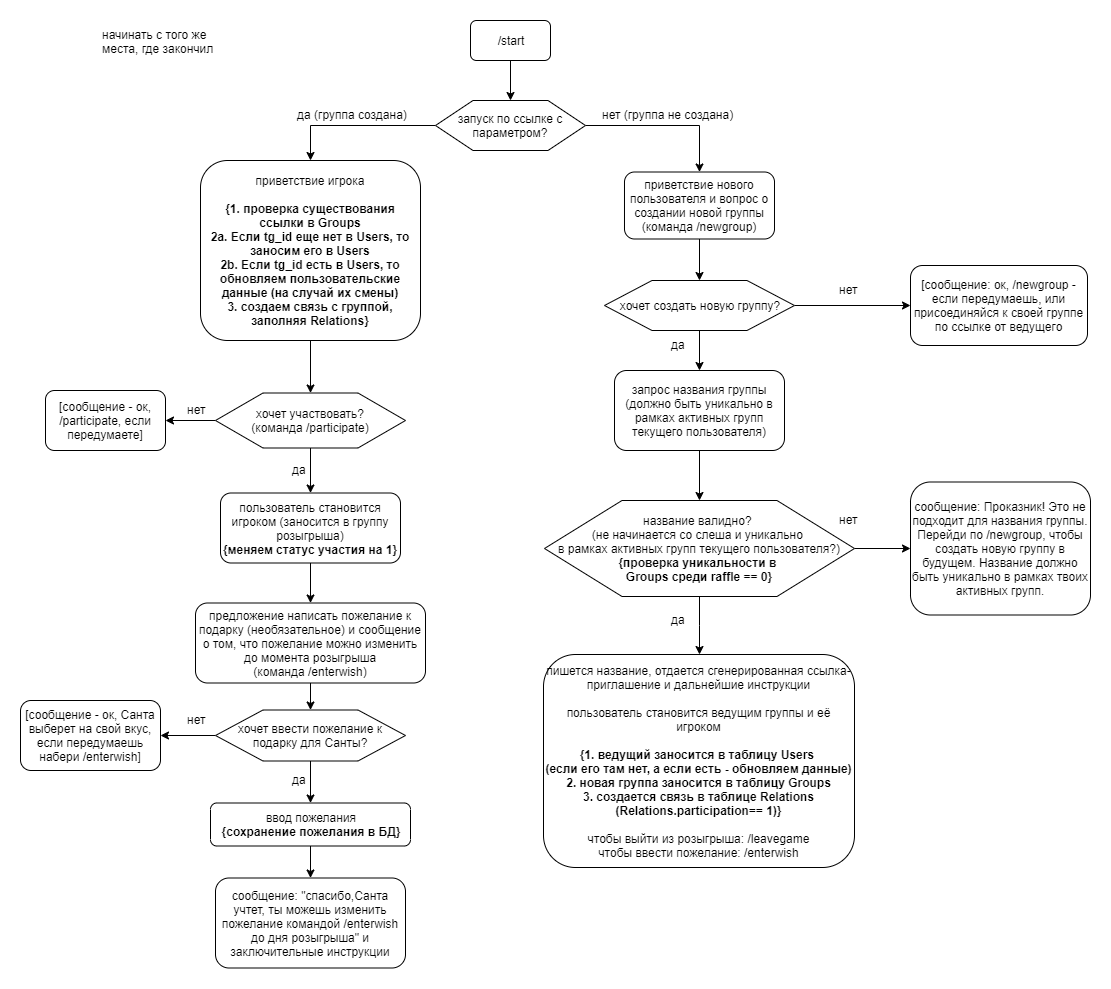 начинать с того же
места, где закончил
/start
запуск по ссылке с
параметром?
да (группа создана)
нет (группа не создана)
приветствие игрока
{1. проверка существования
ссылки в Groups
2a. Если tg_id еще нет в Users, то
заносим его в Users
2b. Если tg_id есть в Users, то
обновляем пользовательские
данные (на случай их смены)
3. создаем связь с группой,
заполняя Relations}
хочет участвовать?
(команда /participate)
нет
[сообщение - ок,
/participate, если
передумаете]
да
пользователь становится
игроком (заносится в группу
розыгрыша)
{меняем статус участия на 1}
предложение написать пожелание к
подарку (необязательное) и сообщение
о том, что пожелание можно изменить
до момента розыгрыша
(команда /enterwish)
хочет ввести пожелание к
подарку для Санты?
нет
[сообщение - ок, Санта
выберет на свой вкус,
если передумаешь
набери /enterwish]
да
ввод пожелания
{сохранение пожелания в БД}
сообщение: "спасибо,Санта
учтет, ты можешь изменить
пожелание командой /enterwish
до дня розыгрыша" и
заключительные инструкции
приветствие нового
пользователя и вопрос о
создании новой группы
(команда /newgroup)
хочет создать новую группу?
нет
[сообщение: ок, /newgroup -
если передумаешь, или
присоединяйся к своей группе
по ссылке от ведущего
да
запрос названия группы
(должно быть уникально в
рамках активных групп
текущего пользователя)
название валидно?
(не начинается со слеша и уникально
в рамках активных групп текущего пользователя?)
{проверка уникальности в
Groups среди raffle == 0}
нет
сообщение: Проказник! Это не
подходит для названия группы.
Перейди по /newgroup, чтобы
создать новую группу в
будущем. Название должно
быть уникально в рамках твоих
активных групп.
да
пишется название, отдается сгенерированная ссылка-
приглашение и дальнейшие инструкции
пользователь становится ведущим группы и её
игроком
{1. ведущий заносится в таблицу Users
(если его там нет, а если есть - обновляем данные)
2. новая группа заносится в таблицу Groups
3. создается связь в таблице Relations
(Relations.participation== 1)}
чтобы выйти из розыгрыша: /leavegame
чтобы ввести пожелание: /enterwish